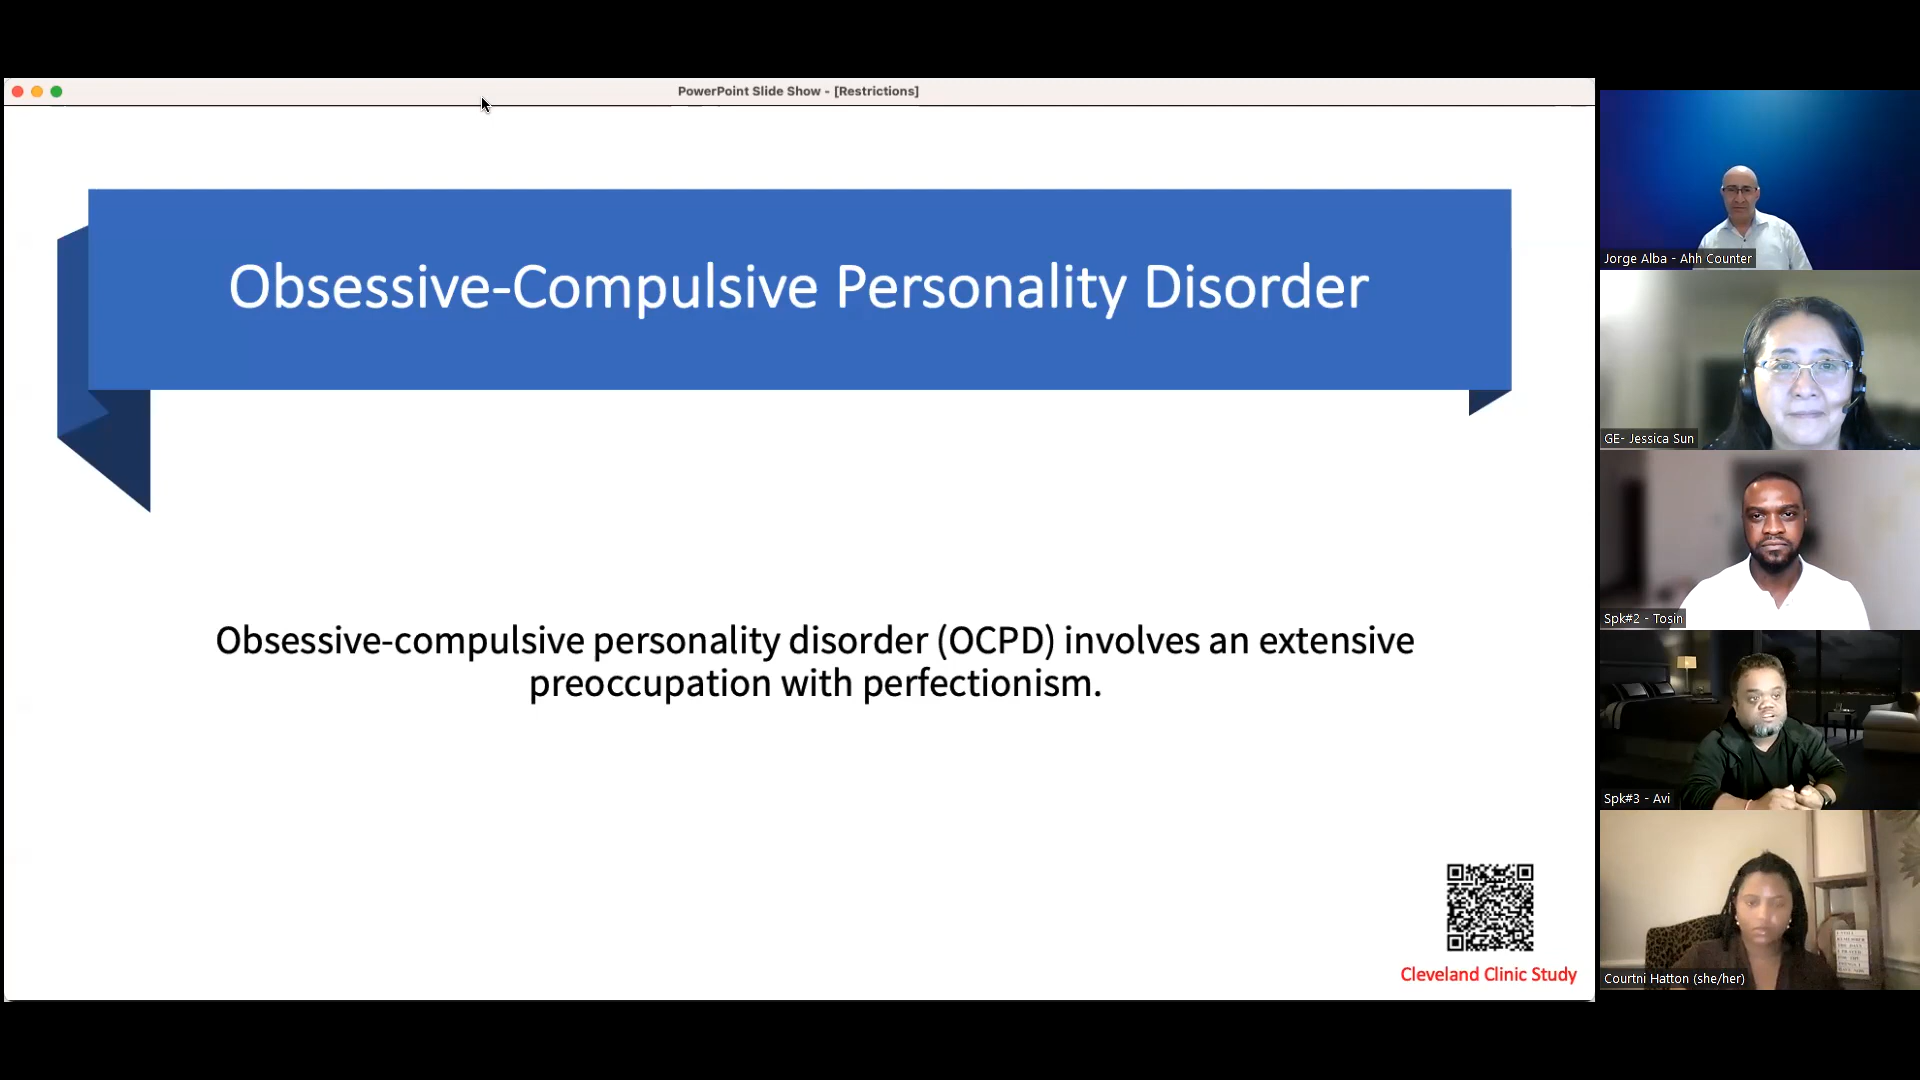 PowerPoint Slide Show - [Restrictions]
Obsessive-Compulsive Personality Disorder
Obsessive-compulsive personality disorder (OCPD) involves an extensive
preoccupation with perfectionism.
Cleveland Clinic Study
Jorge Alba - Ahh Counter
GE- Jessica Sun
Spk#2 - Tosin
Spk#3 - Avi
Courtni Hatton (she/her)